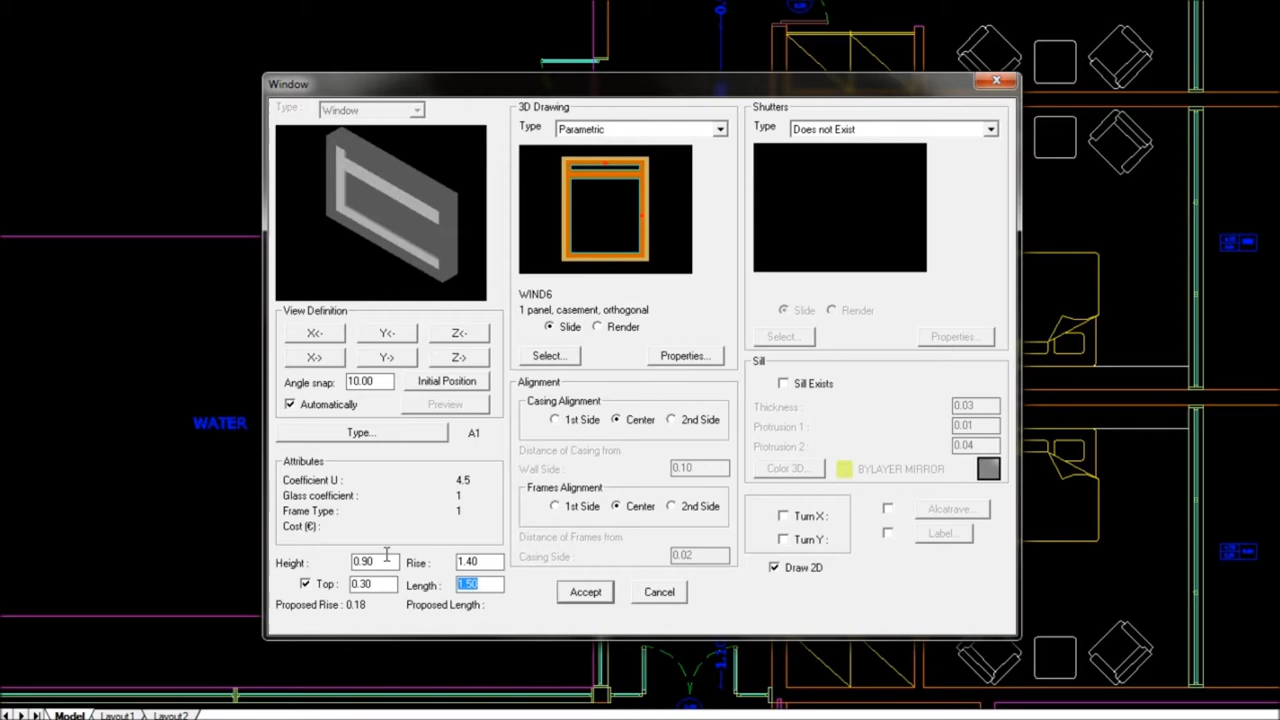 Window
Type :
Window
3D Drawing
Type
Parametric
WIND6
1 panel, casement, orthogonal
Slide
Render
Select...
Properties...
Shutters
Type
Does not Exist
Slide
Render
Select...
Properties...
View Definition
X<-
Y<-
Z<-
X->
Y->
Z->
Angle snap:
10.00
Initial Position
Automatically
Preview
Type...
A1
Attributes
Coefficient U :
4.5
Glass coefficient :
1
Frame Type :
1
Cost (€) :
Height :
0.90
Rise :
1.40
Top :
0.30
Length :
1.50
Proposed Rise : 0.18
Proposed Length :
Alignment
Casing Alignment
1st Side
Center
2nd Side
Distance of Casing from
Wall Side :
0.10
Frames Alignment
1st Side
Center
2nd Side
Distance of Frames from
Casing Side :
0.02
Accept
Cancel
Sill
Sill Exists
Thickness :
0.03
Protrusion 1 :
0.01
Protrusion 2 :
0.04
Color 3D...
BYLAYER MIRROR
Turn X :
Turn Y :
Alcatrave...
Label...
Draw 2D
WATER
Model
Layout1
Layout2